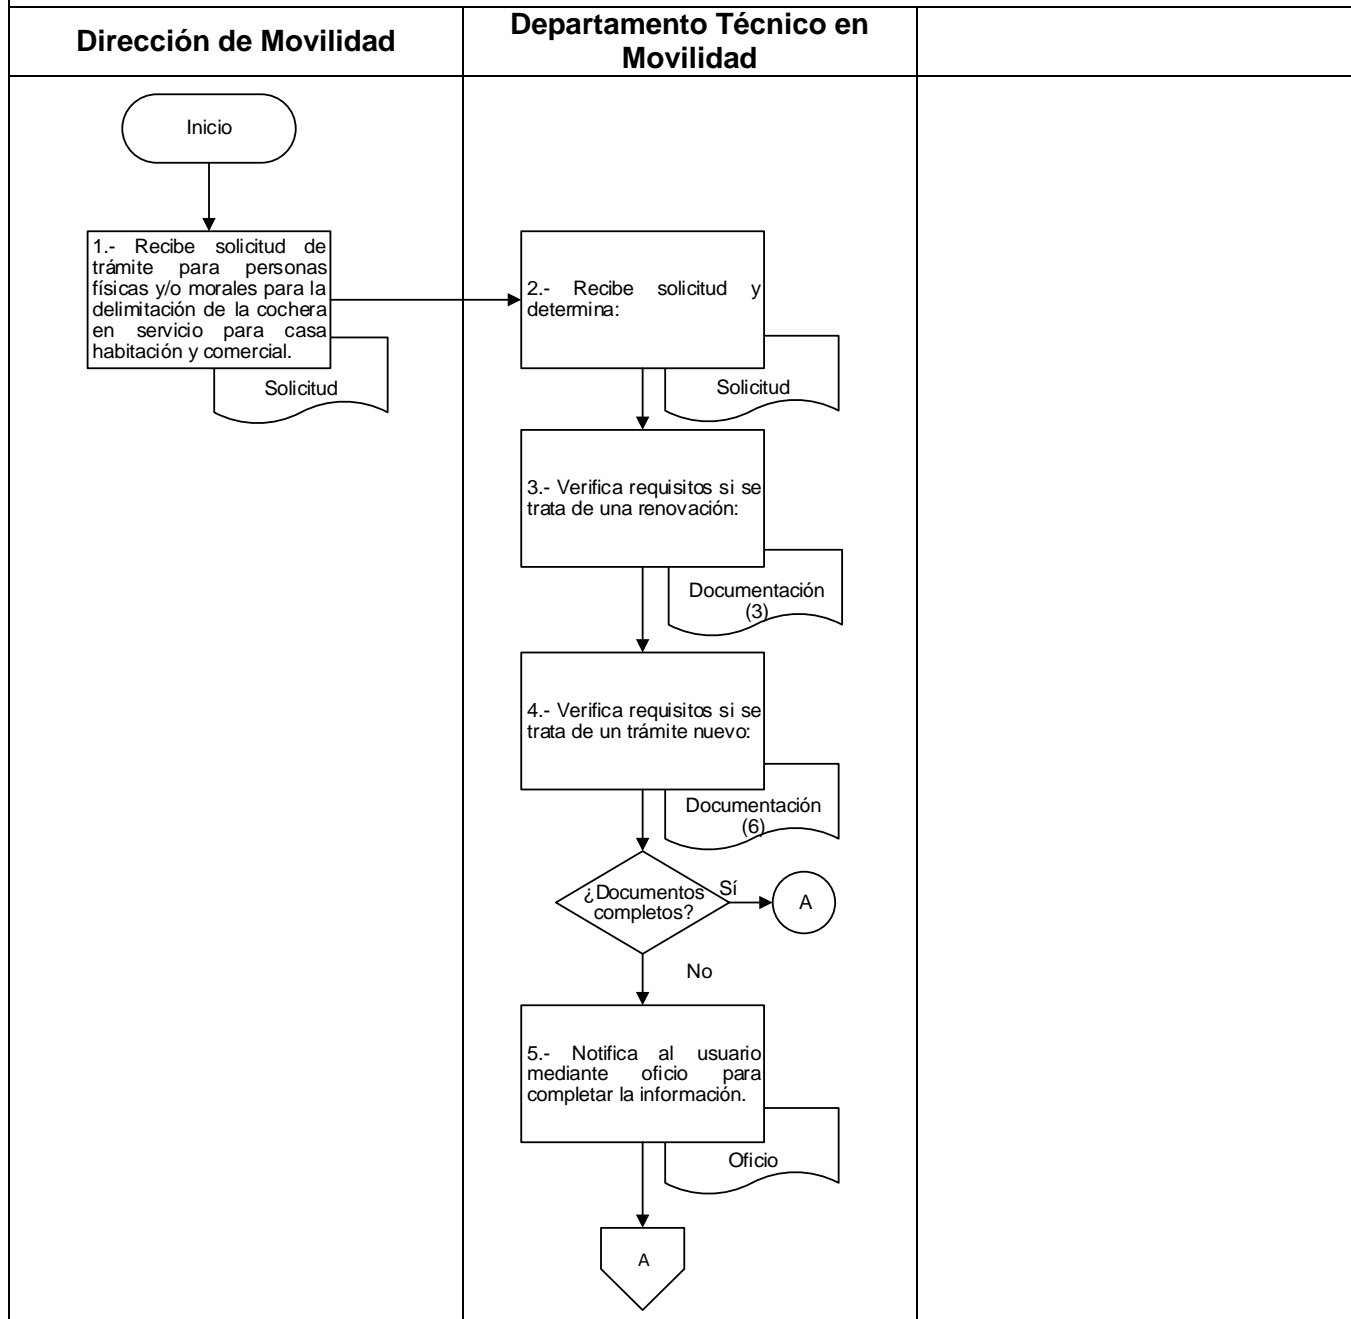 Dirección de Movilidad
Departamento Técnico en
Movilidad
Inicio
1.- Recibe solicitud de
trámite para personas
físicas y/o morales para la
delimitación de la cochera
en servicio para casa
habitación y comercial.
Solicitud
2.- Recibe solicitud y
determina:
Solicitud
3.- Verifica requisitos si se
trata de una renovación:
Documentación
(3)
4.- Verifica requisitos si se
trata de un trámite nuevo:
Documentación
(6)
¿Documentos
completos?
Sí
A
No
5.- Notifica al usuario
mediante oficio para
completar la información.
Oficio
A